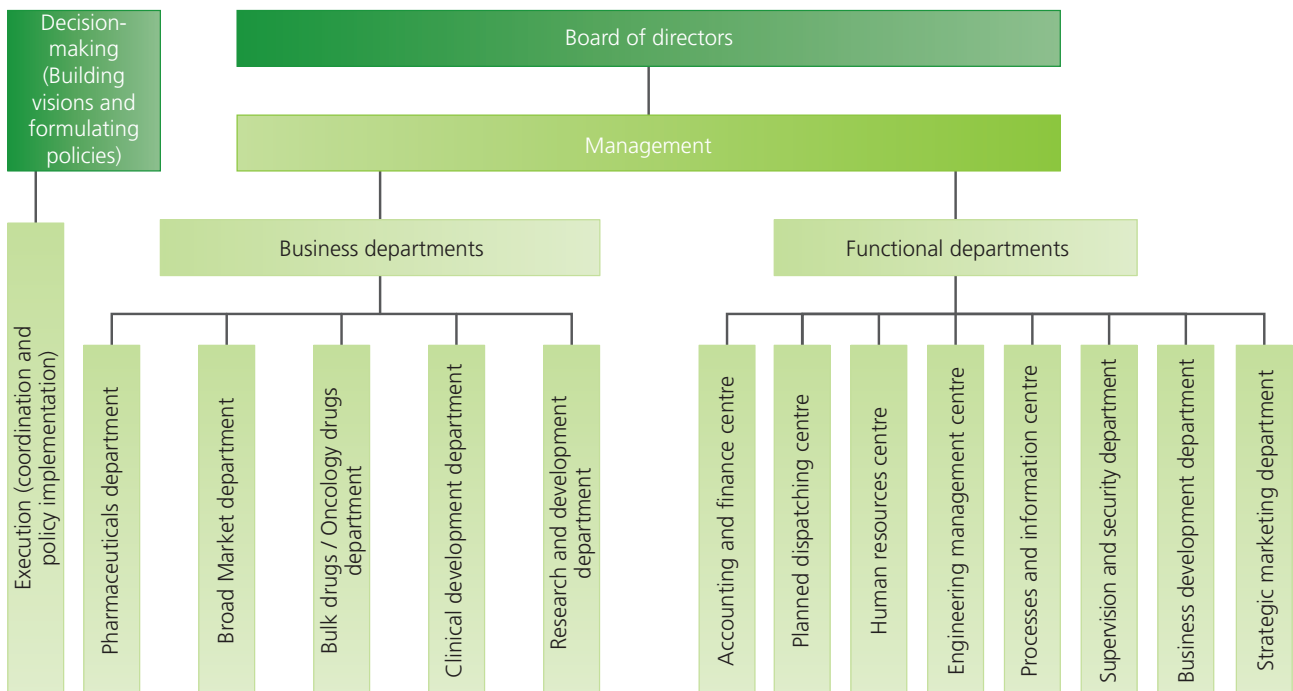 Decision-
making
(Building
visions and
formulating
policies)
Board of directors
Management
Business departments
Functional departments
Execution (coordination and
policy implementation)
Pharmaceuticals department
Broad Market department
Bulk drugs / Oncology drugs
department
Clinical development department
Research and development
department
Accounting and finance centre
Planned dispatching centre
Human resources centre
Engineering management centre
Processes and information centre
Supervision and security department
Business development department
Strategic marketing department